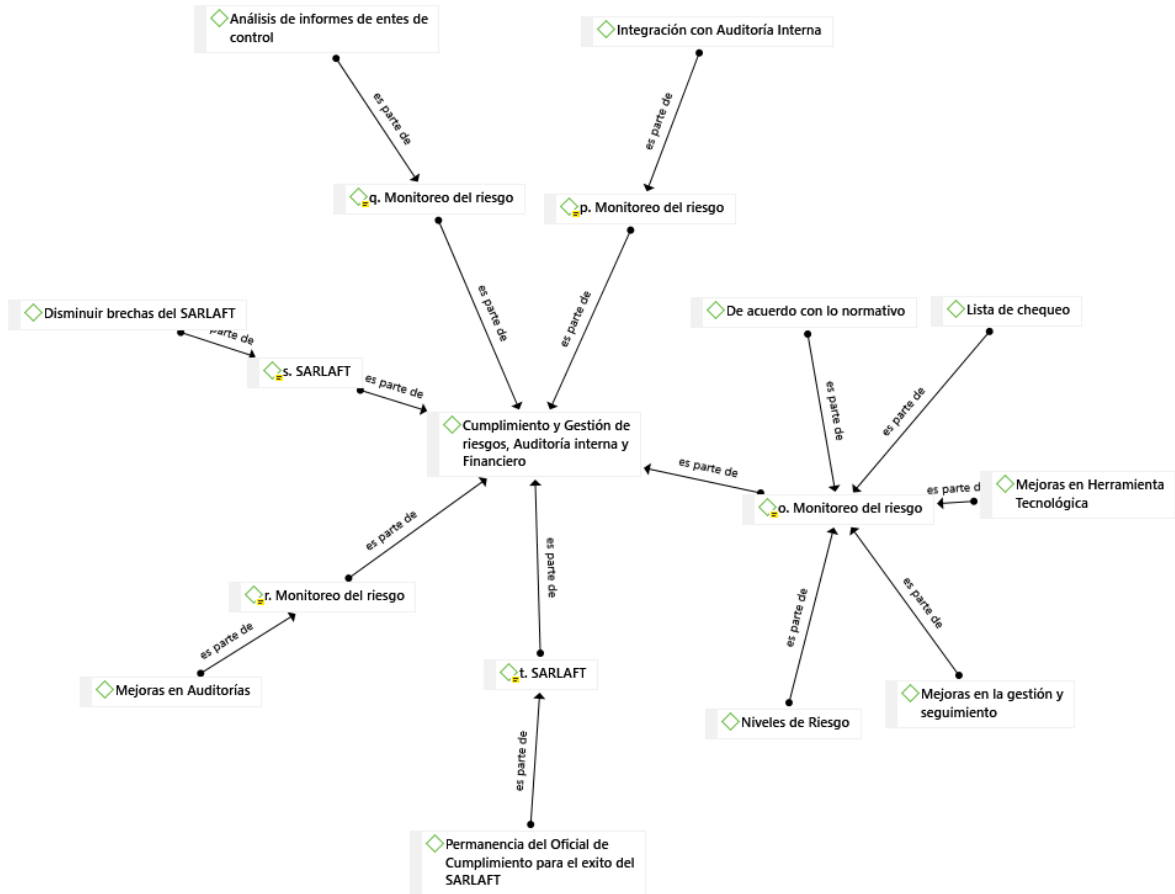 Análisis de informes de entes de
control
Integración con Auditoría Interna
es parte de
es parte de
q. Monitoreo del riesgo
p. Monitoreo del riesgo
es parte de
es parte de
Disminuir brechas del SARLAFT
parte de
s. SARLAFT
es parte de
De acuerdo con lo normativo
Lista de chequeo
es parte de
es parte de
Cumplimiento y Gestión de
riesgos, Auditoría interna y
Financiero
es parte de
o. Monitoreo del riesgo
es parte d
Mejoras en Herramienta
Tecnológica
es parte de
es parte de
r. Monitoreo del riesgo
es parte de
Mejoras en Auditorías
es parte de
es parte de
t. SARLAFT
Niveles de Riesgo
Mejoras en la gestión y
seguimiento
es parte de
Permanencia del Oficial de
Cumplimiento para el exito del
SARLAFT